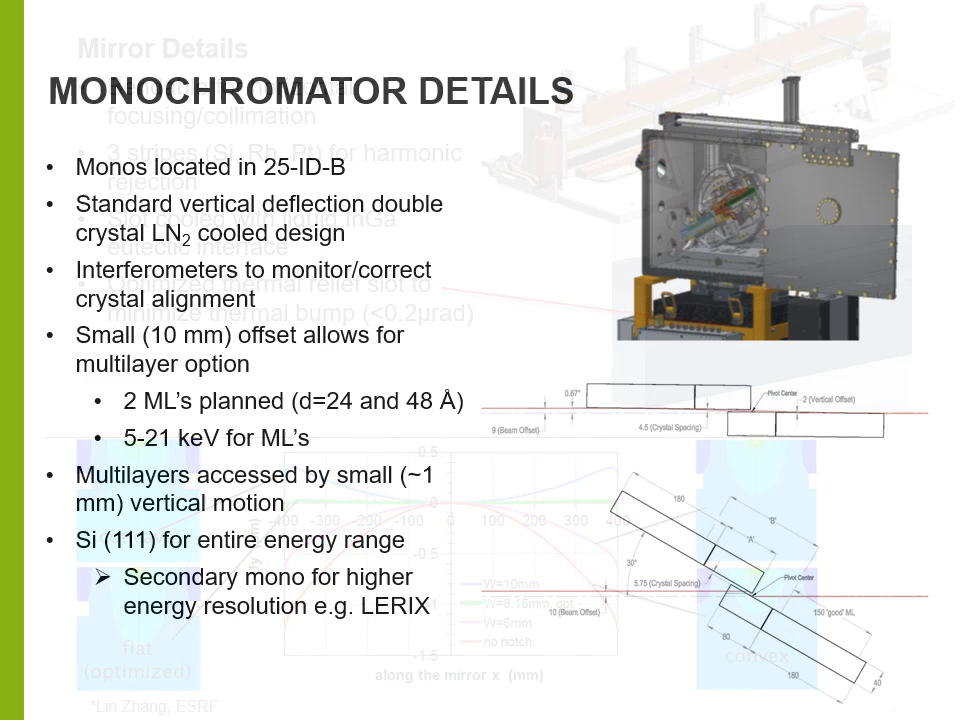 Mirror Details
MONOCHROMATOR DETAILS
focusing/collimation
3 stripes (Si, Rh, Pt) for harmonic
rejection
Slot cooled with liquid InGa
eutectic interface
Optimized thermal relief slot to
minimize thermal bump (<0.2μrad)
• Monos located in 25-ID-B
• Standard vertical deflection double
crystal LN2 cooled design
• Interferometers to monitor/correct
crystal alignment
• Small (10 mm) offset allows for
multilayer option
• 2 ML's planned (d=24 and 48 Å)
• 5-21 keV for ML's
• Multilayers accessed by small (~1
mm) vertical motion
• Si (111) for entire energy range
➢ Secondary mono for higher
energy resolution e.g. LERIX
0.67°
Pivot Center
2 (Vertical Offset)
9 (Beam Offset)
4.5 (Crystal Spacing)
180
'B'
'A'
30°
5.75 (Crystal Spacing)
Pivot Center
10 (Beam Offset)
150 'good' ML
80
180
40
0.5
0
-400 -300 -200 -100 0 100 200 300 400
-0.5
-1
-1.5
W=10mm
W=8.15mm, opt
W=5mm
no notch
along the mirror x (mm)
flat
(optimized)
convex
*Lin Zhang, ESRF